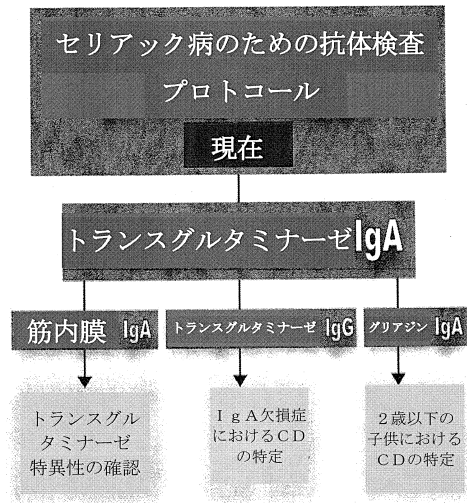 セリアック病のための抗体検査
プロトコール
現在
トランスグルタミナーゼIgA
筋内膜 IgA
トランスグルタミナーゼ IgG
グリアジン IgA
トランスグル
タミナーゼ
特異性の確認
IgA欠損症
におけるCD
の特定
2歳以下の
子供における
CDの特定